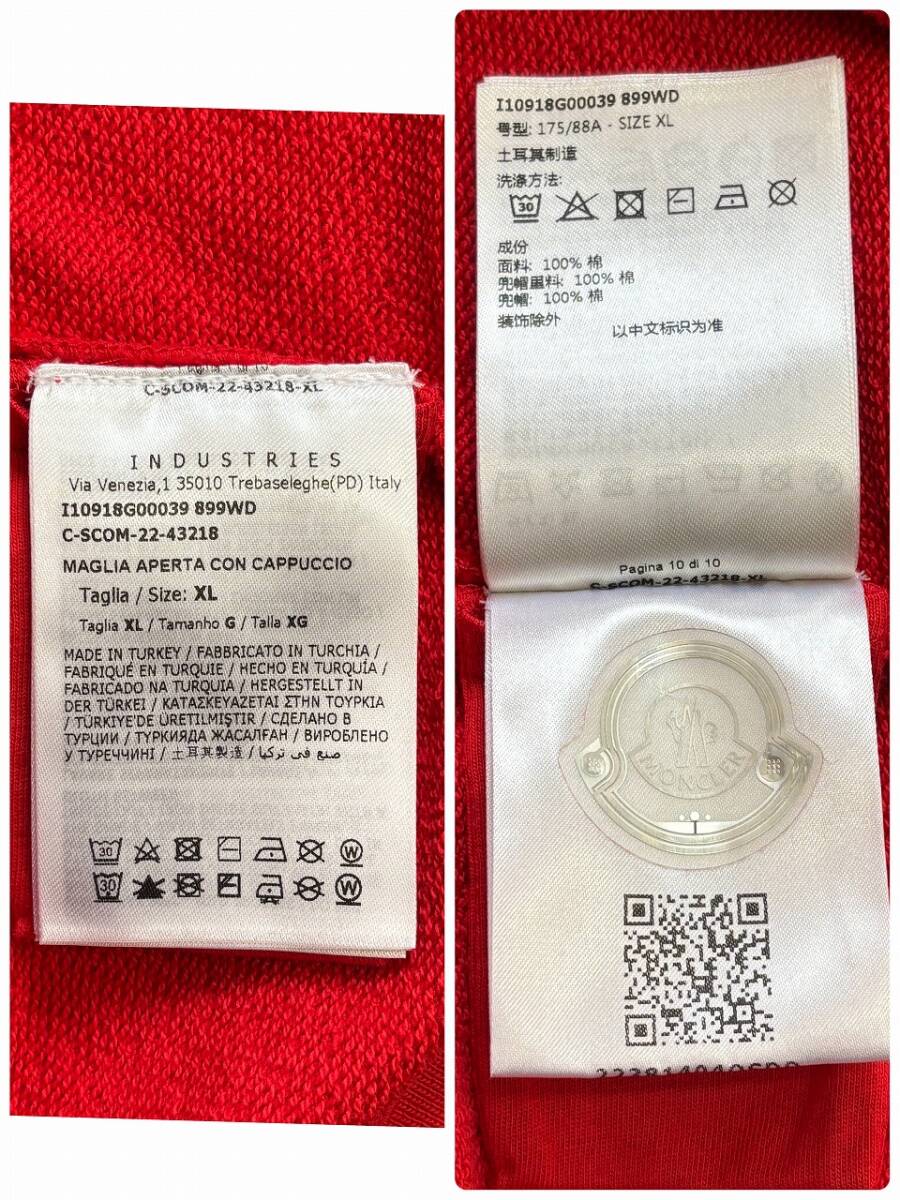 C-SCOM-22-43218-XL
INDUSTRIES
Via Venezia,1 35010 Trebaseleghe(PD) Italy
I10918G00039 899WD
C-SCOM-22-43218
MAGLIA APERTA CON CAPPUCCIO
Taglia / Size: XL
Taglia XL / Tamanho G / Talla XG
MADE IN TURKEY / FABBRICATO IN TURCHIA /
FABRIQUÉ EN TURQUIE / HECHO EN TURQUÍA /
FABRICADO NA TURQUIA / HERGESTELLT IN
DER TÜRKEI / ΚΑΤΑΣΚΕΥΑΖΕΤΑΙ ΣΤΗΝ ΤΟΥΡΚΙΑ
/ TÜRKIYE'DE ÜRETILMIŞTIR / СДЕЛАНО В
ТУРЦИИ / ТҮРКИЯДА ЖАСАЛҒАН / ВИРОБЛЕНО
У ТУРЕЧЧИНІ / 土耳其製造 / صنع في تركيا
30
W
30
W
I10918G00039 899WD
号型: 175/88A - SIZE XL
土耳其制造
洗涤方法:
30
成份
面料: 100% 棉
兜帽里料: 100% 棉
兜帽: 100% 棉
装饰除外
以中文标识为准
Pagina 10 di 10
C-SCOM-22-43218-XL
MONCLER